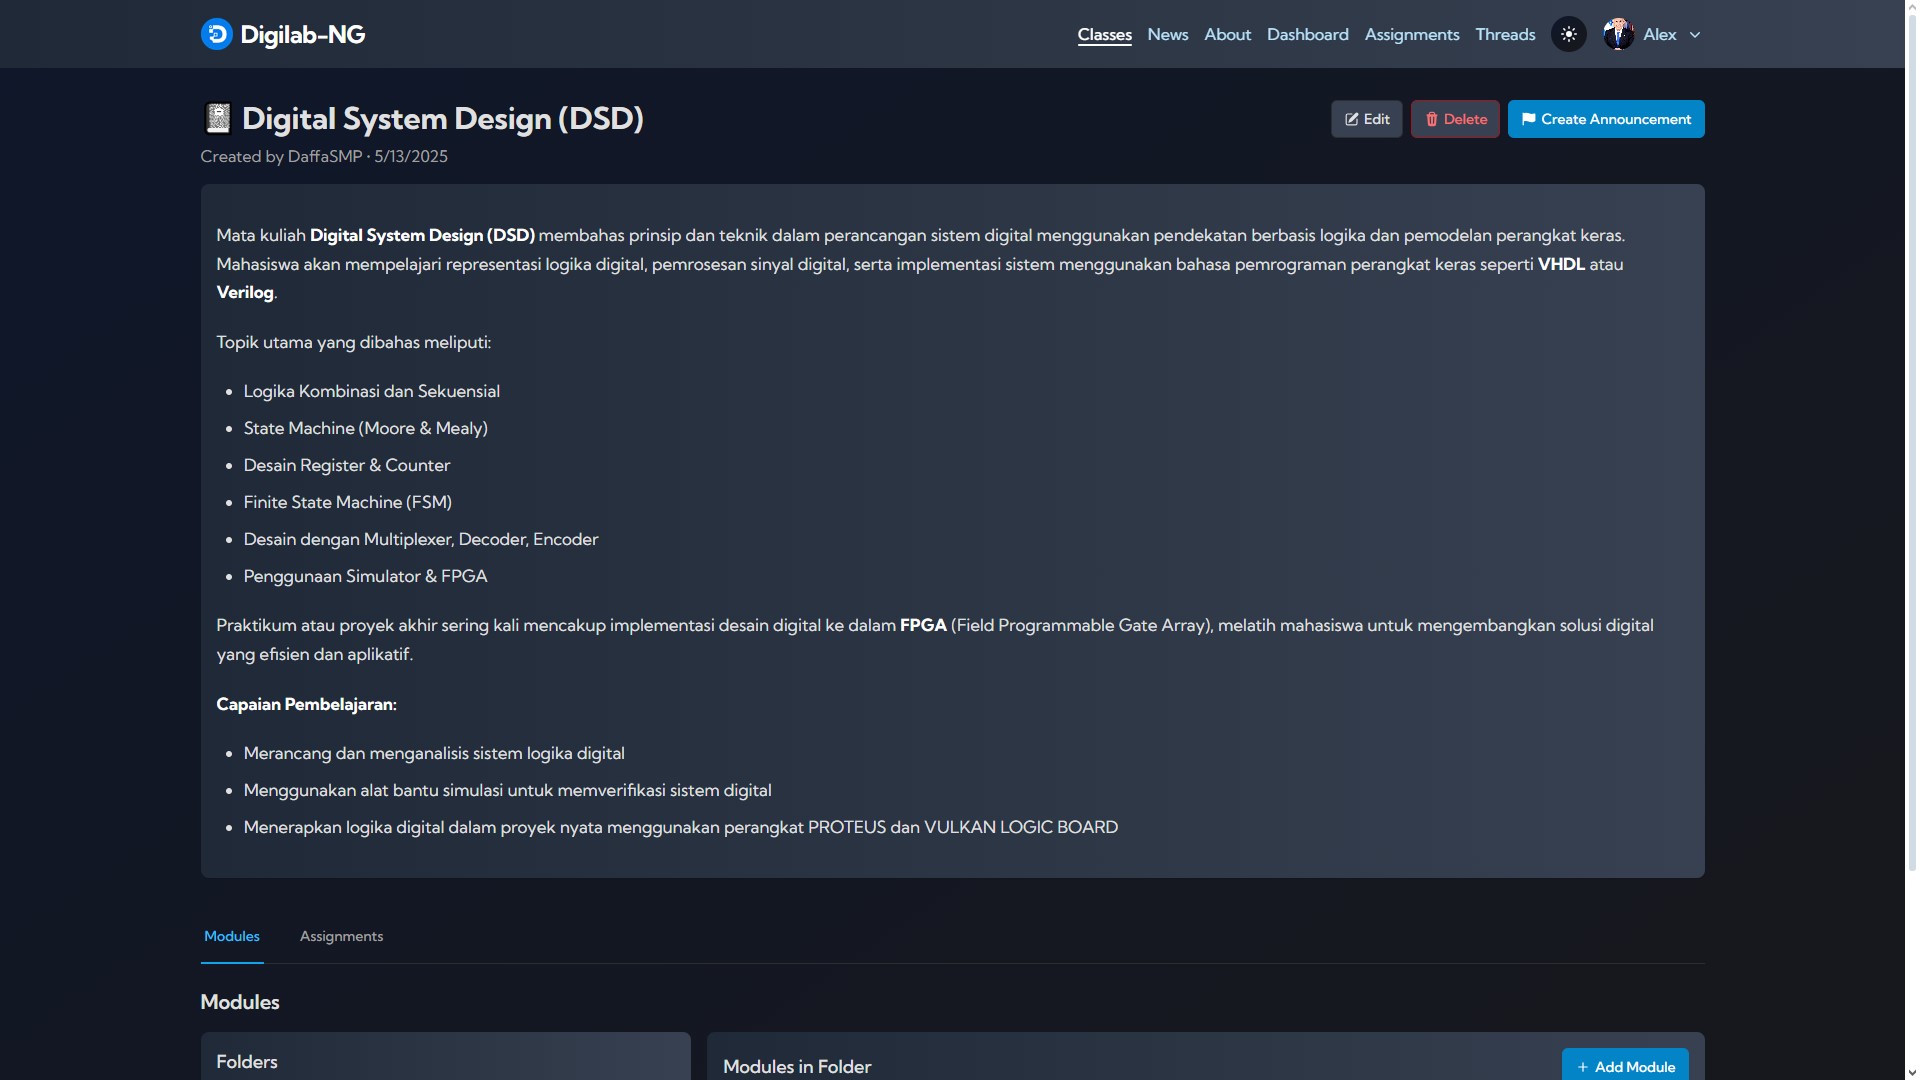 Digilab-NG
Classes News About Dashboard Assignments Threads Alex
Digital System Design (DSD)
Edit Delete Create Announcement
Created by DaffaSMP • 5/13/2025
Mata kuliah Digital System Design (DSD) membahas prinsip dan teknik dalam perancangan sistem digital menggunakan pendekatan berbasis logika dan pemodelan perangkat keras.
Mahasiswa akan mempelajari representasi logika digital, pemrosesan sinyal digital, serta implementasi sistem menggunakan bahasa pemrograman perangkat keras seperti VHDL atau
Verilog.
Topik utama yang dibahas meliputi:
• Logika Kombinasi dan Sekuensial
• State Machine (Moore & Mealy)
• Desain Register & Counter
• Finite State Machine (FSM)
• Desain dengan Multiplexer, Decoder, Encoder
• Penggunaan Simulator & FPGA
Praktikum atau proyek akhir sering kali mencakup implementasi desain digital ke dalam FPGA (Field Programmable Gate Array), melatih mahasiswa untuk mengembangkan solusi digital
yang efisien dan aplikatif.
Capaian Pembelajaran:
• Merancang dan menganalisis sistem logika digital
• Menggunakan alat bantu simulasi untuk memverifikasi sistem digital
• Menerapkan logika digital dalam proyek nyata menggunakan perangkat PROTEUS dan VULKAN LOGIC BOARD
Modules Assignments
Modules
Folders
Modules in Folder
+ Add Module